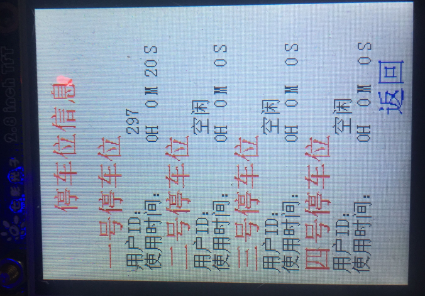 停车位信息
一号停车位
用户ID: 297
使用时间: 0H 0M 20S
二号停车位
用户ID: 空闲
使用时间: 0H 0M 0S
三号停车位
用户ID: 空闲
使用时间: 0H 0M 0S
四号停车位
用户ID: 空闲
使用时间: 0H 0M 0S
返回